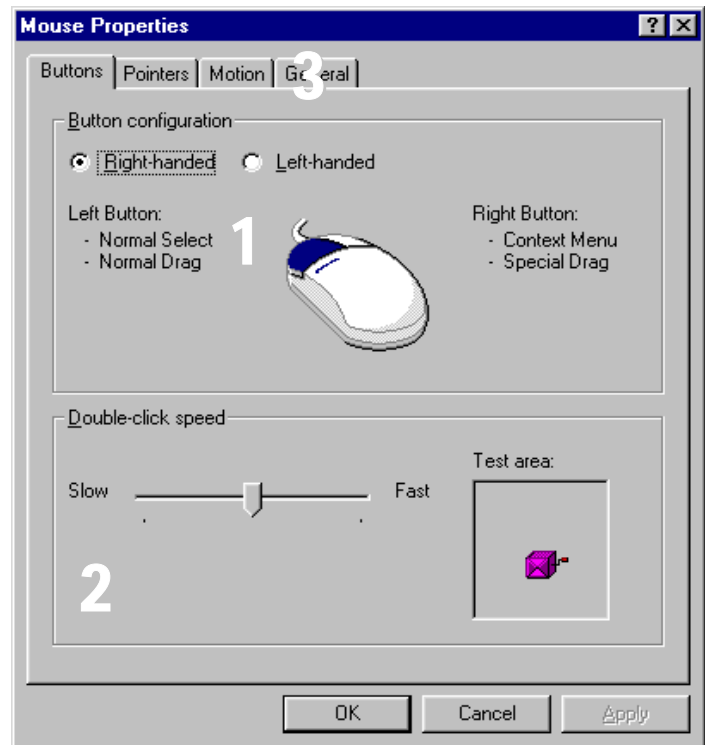 Mouse Properties
Buttons Pointers Motion General
3
Button configuration
Right-handed Left-handed
Left Button:
- Normal Select
- Normal Drag
1
Right Button:
- Context Menu
- Special Drag
Double-click speed
Slow Fast
Test area:
2
OK Cancel Apply